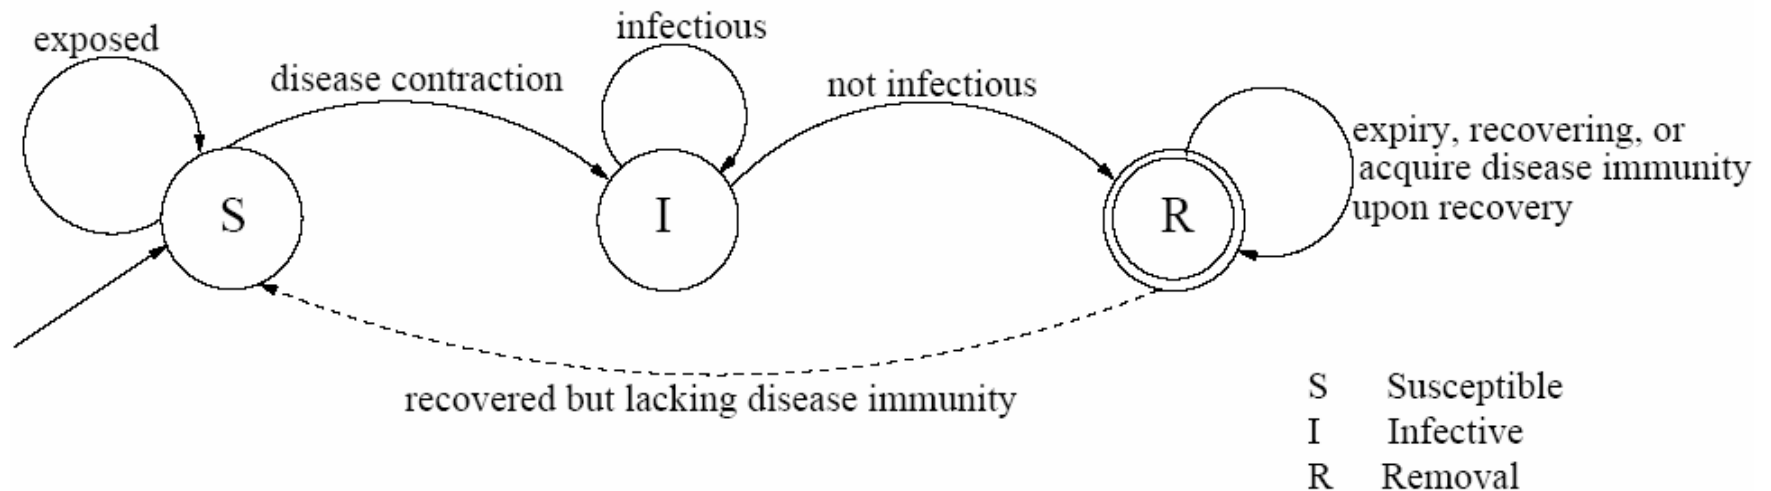 exposed
infectious
disease contraction
not infectious
expiry, recovering, or
acquire disease immunity
upon recovery
S
I
R
recovered but lacking disease immunity
S Susceptible
I Infective
R Removal